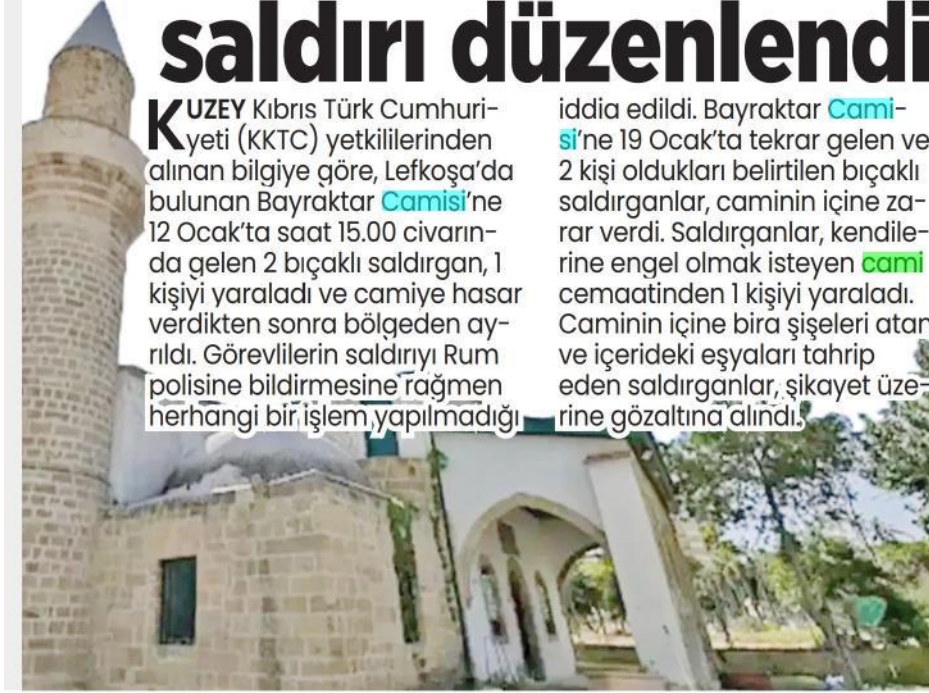 saldırı düzenlendi
KUZEY Kıbrıs Türk Cumhuri-
yeti (KKTC) yetkililerinden
alınan bilgiye göre, Lefkoşa'da
bulunan Bayraktar Camisi'ne
12 Ocak'ta saat 15.00 civarın-
da gelen 2 bıçaklı saldırgan, 1
kişiyi yaraladı ve camiye hasar
verdikten sonra bölgeden ay-
rıldı. Görevlilerin saldırıyı Rum
polisine bildirmesine rağmen
herhangi bir işlem yapılmadığı
iddia edildi. Bayraktar Cami-
si'ne 19 Ocak'ta tekrar gelen ve
2 kişi oldukları belirtilen bıçaklı
saldırganlar, caminin içine za-
rar verdi. Saldırganlar, kendile-
rine engel olmak isteyen cami
cemaatinden 1 kişiyi yaraladı.
Caminin içine bira şişeleri atan
ve içerideki eşyaları tahrip
eden saldırganlar, şikayet üze-
rine gözaltına alındı.